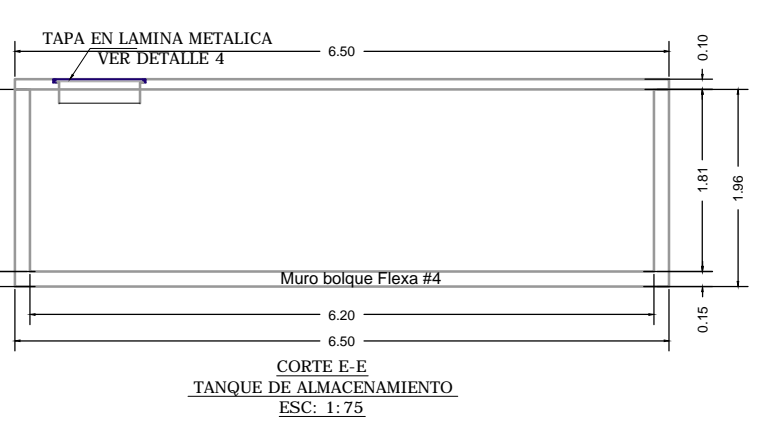 TAPA EN LAMINA METALICA
VER DETALLE 4
6.50
0.10
1.81
1.96
Muro bolque Flexa #4
6.20
0.15
6.50
CORTE E-E
TANQUE DE ALMACENAMIENTO
ESC: 1:75